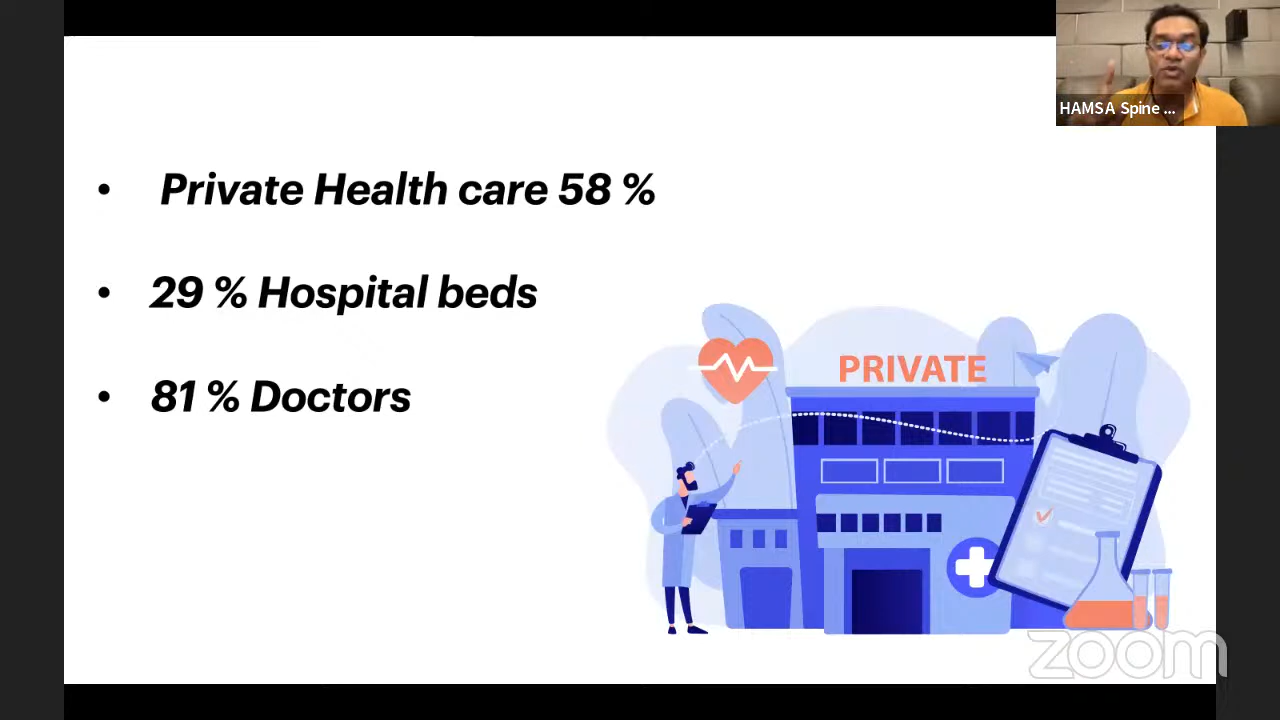 HAMSA Spine ...
• Private Health care 58 %
• 29 % Hospital beds
• 81 % Doctors
PRIVATE
zoom